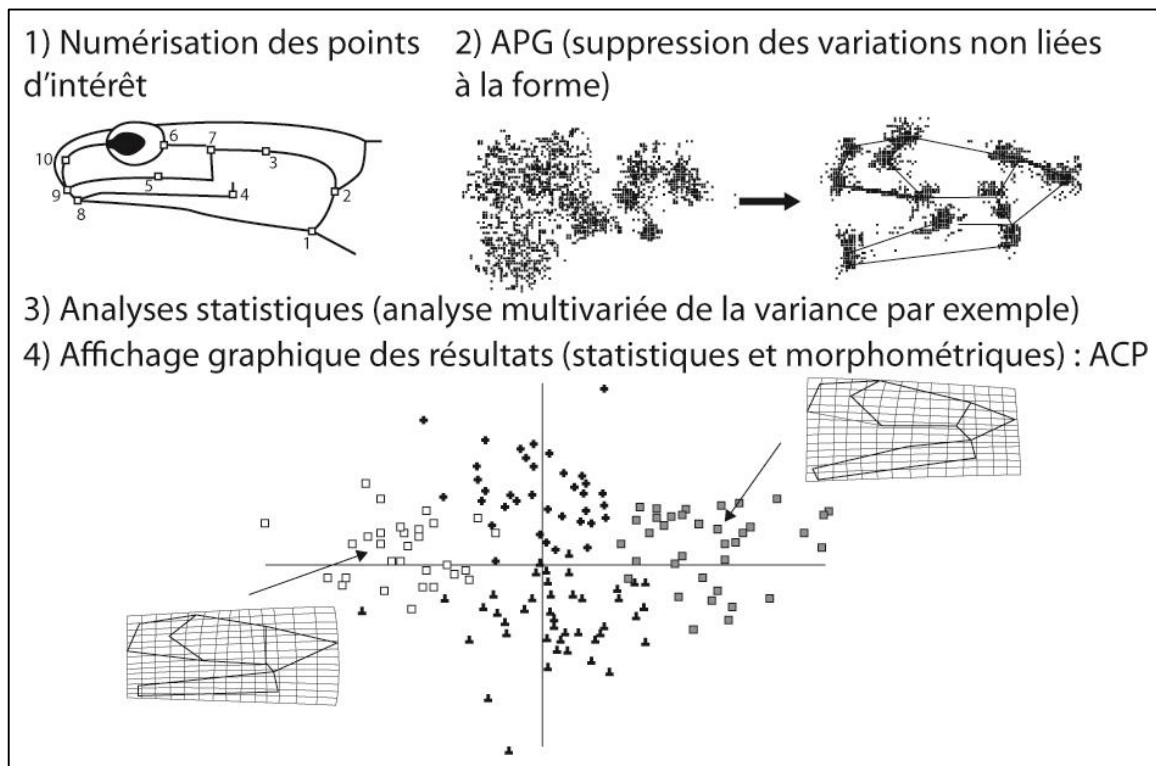 1) Numérisation des points
d'intérêt
2) APG (suppression des variations non liées
à la forme)
6
7
3
10
5
4
2
9
8
1
3) Analyses statistiques (analyse multivariée de la variance par exemple)
4) Affichage graphique des résultats (statistiques et morphométriques) : ACP